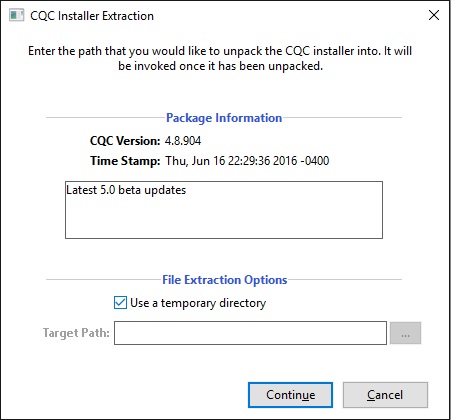 CQC Installer Extraction
Enter the path that you would like to unpack the CQC installer into. It will
be invoked once it has been unpacked.
Package Information
CQC Version: 4.8.904
Time Stamp: Thu, Jun 16 22:29:36 2016 -0400
Latest 5.0 beta updates
File Extraction Options
Use a temporary directory
Target Path: ...
Continue Cancel